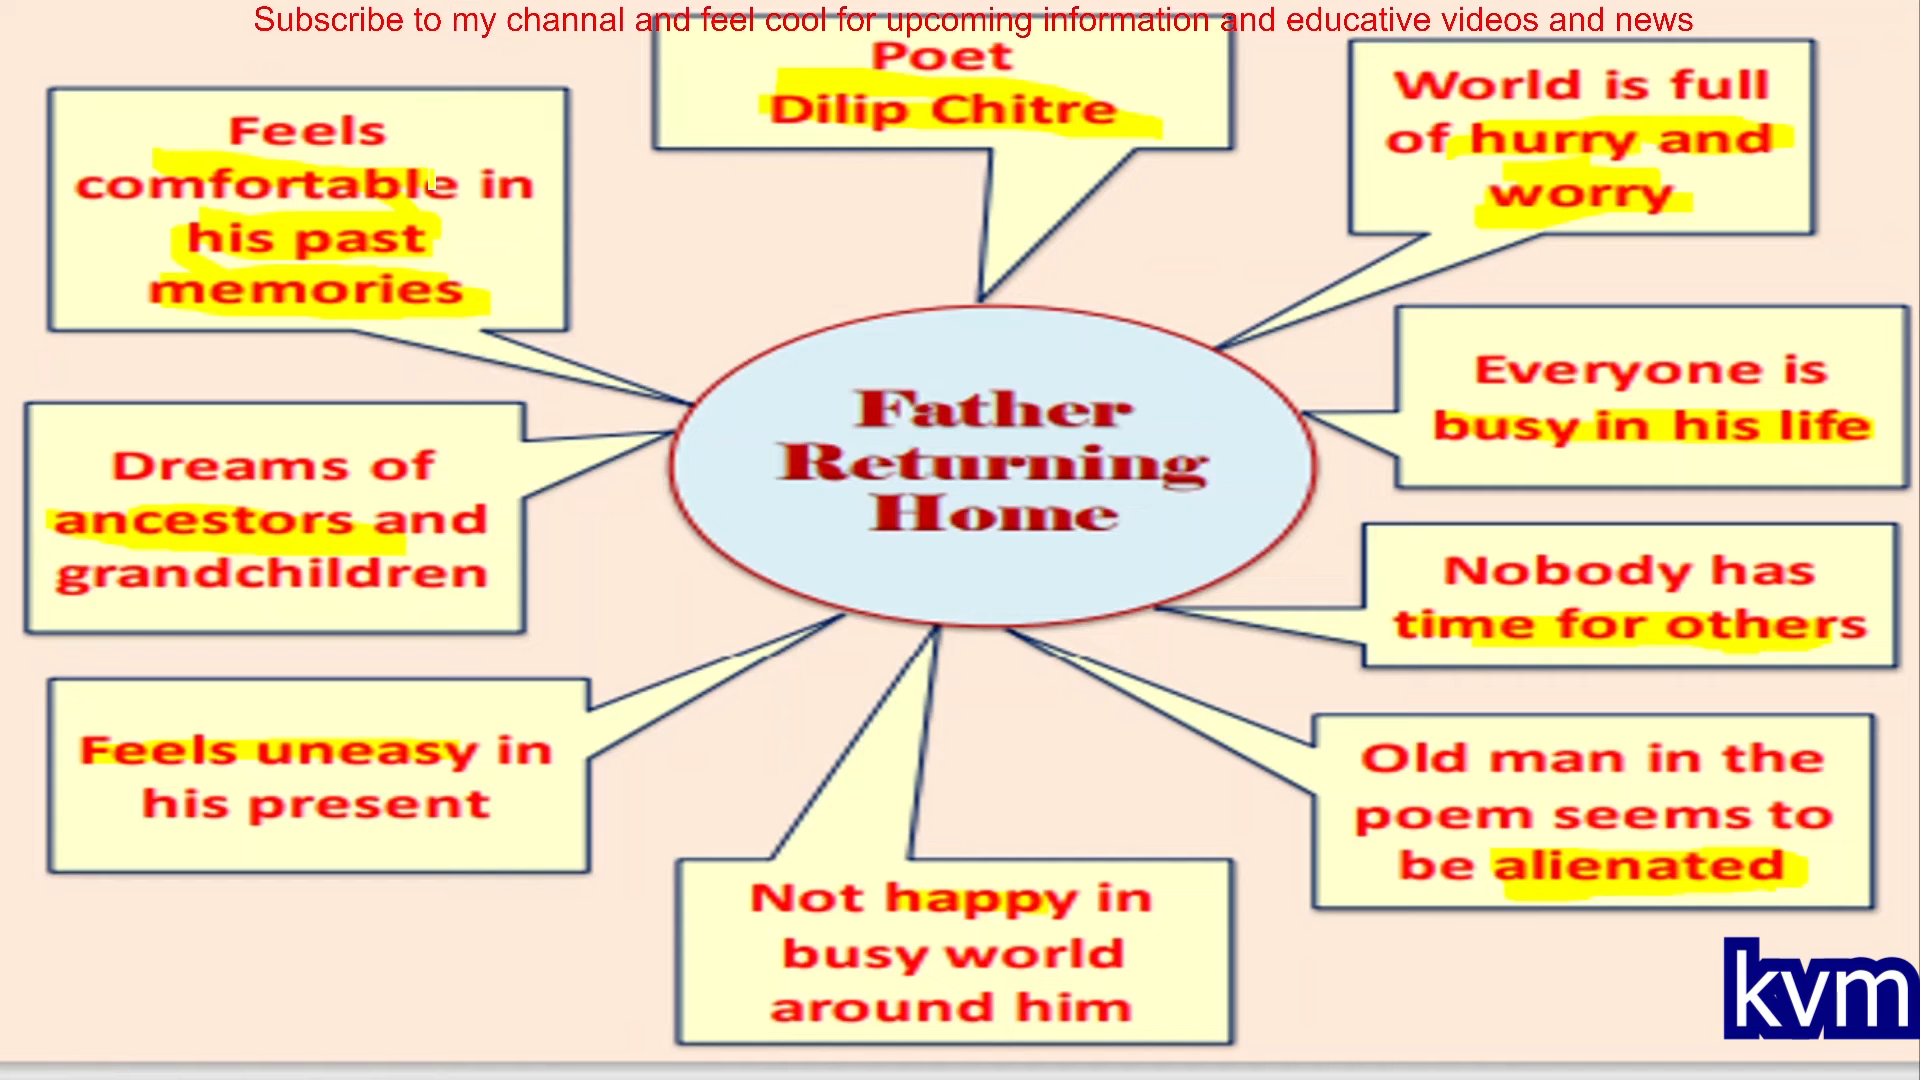 Subscribe to my channal and feel cool for upcoming information and educative videos and news
Poet
Dilip Chitre
World is full
of hurry and
worry
Feels
comfortable in
his past
memories
Everyone is
busy in his life
Father
Returning
Home
Dreams of
ancestors and
grandchildren
Nobody has
time for others
Feels uneasy in
his present
Old man in the
poem seems to
be alienated
Not happy in
busy world
around him
kvm